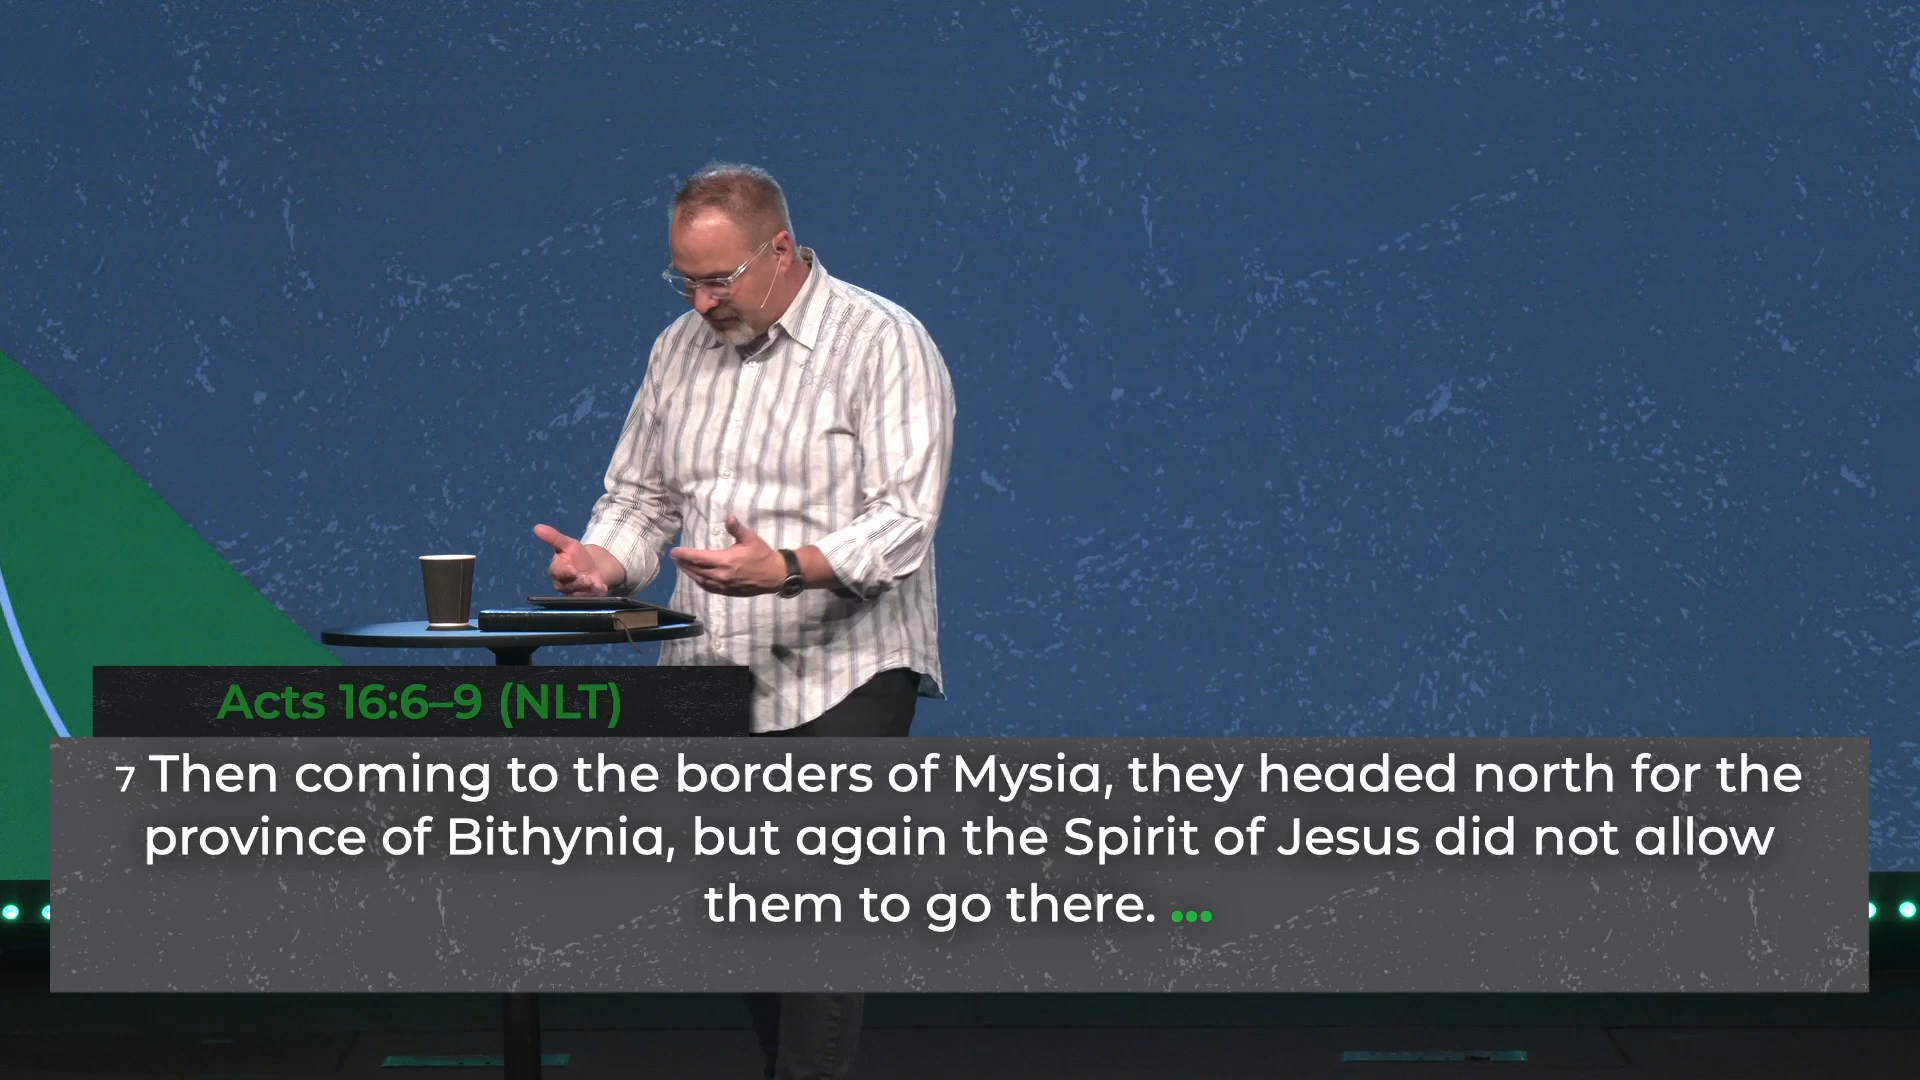 Acts 16:6–9 (NLT)
7 Then coming to the borders of Mysia, they headed north for the
province of Bithynia, but again the Spirit of Jesus did not allow
them to go there. ...